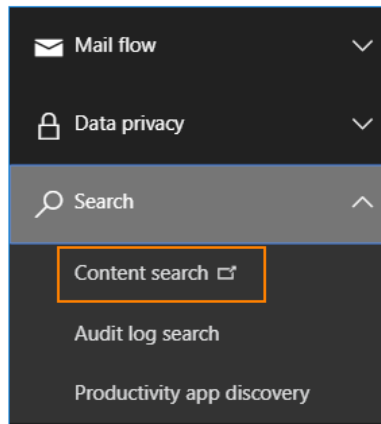 Mail flow
Data privacy
Search
Content search
Audit log search
Productivity app discovery